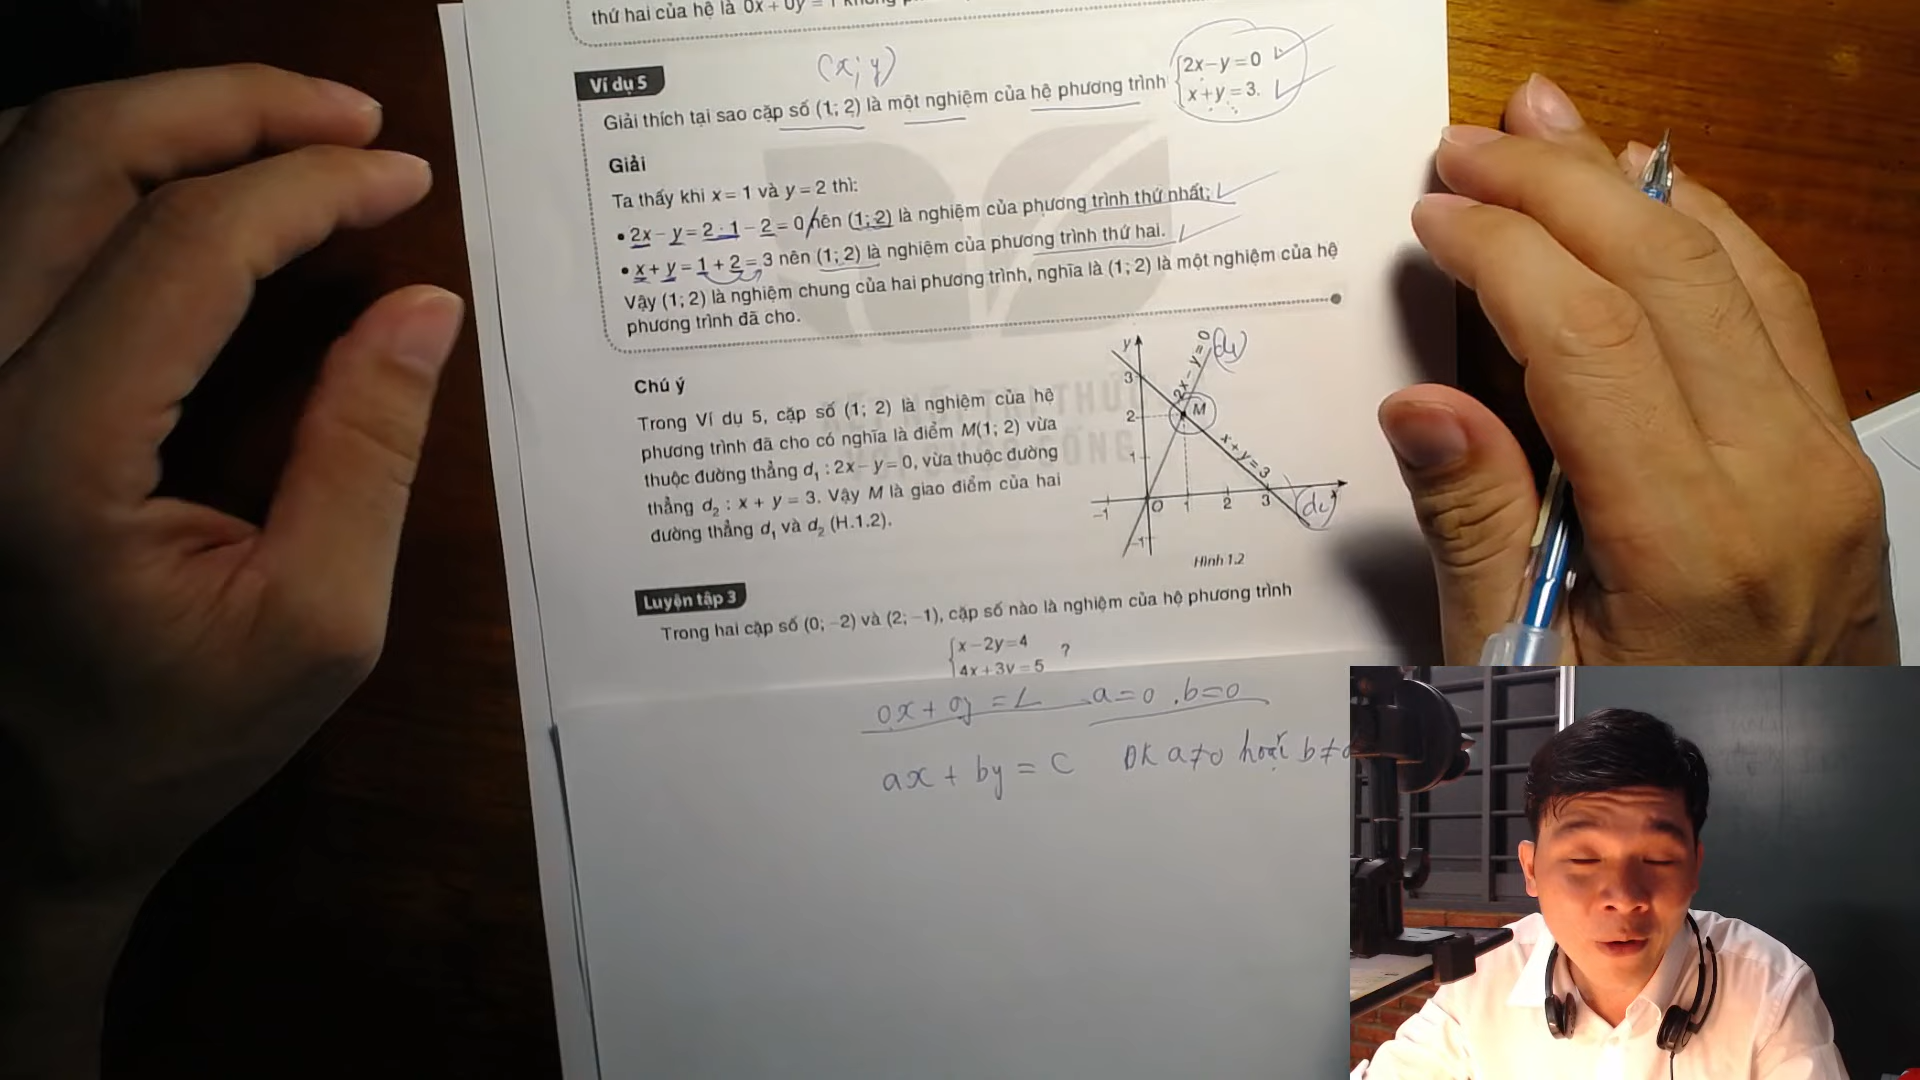 thứ hai của hệ là 0x + 0y = 1
(x; y)
Ví dụ 5
Giải thích tại sao cặp số (1; 2) là một nghiệm của hệ phương trình
2x – y = 0
x + y = 3.
Giải
Ta thấy khi x = 1 và y = 2 thì:
• 2x – y = 2 · 1 – 2 = 0 nên (1; 2) là nghiệm của phương trình thứ nhất;
• x + y = 1 + 2 = 3 nên (1; 2) là nghiệm của phương trình thứ hai.
Vậy (1; 2) là nghiệm chung của hai phương trình, nghĩa là (1; 2) là một nghiệm của hệ
phương trình đã cho.
Chú ý
Trong Ví dụ 5, cặp số (1; 2) là nghiệm của hệ
phương trình đã cho có nghĩa là điểm M(1; 2) vừa
thuộc đường thẳng d₁ : 2x – y = 0, vừa thuộc đường
thẳng d₂ : x + y = 3. Vậy M là giao điểm của hai
đường thẳng d₁ và d₂ (H.1.2).
KẾT NỐI TRI THỨC
VỚI CUỘC SỐNG
y
2x – y = 0
(d₁)
3
2
M
x + y = 3
1
–1
O
1
2
3
x
(d₂)
–1
Hình 1.2
Luyện tập 3
Trong hai cặp số (0; –2) và (2; –1), cặp số nào là nghiệm của hệ phương trình
x – 2y = 4
4x + 3y = 5
?
0x + 0y = 1 a = 0, b = 0
ax + by = c ĐK a ≠ 0 hoặc b ≠ 0